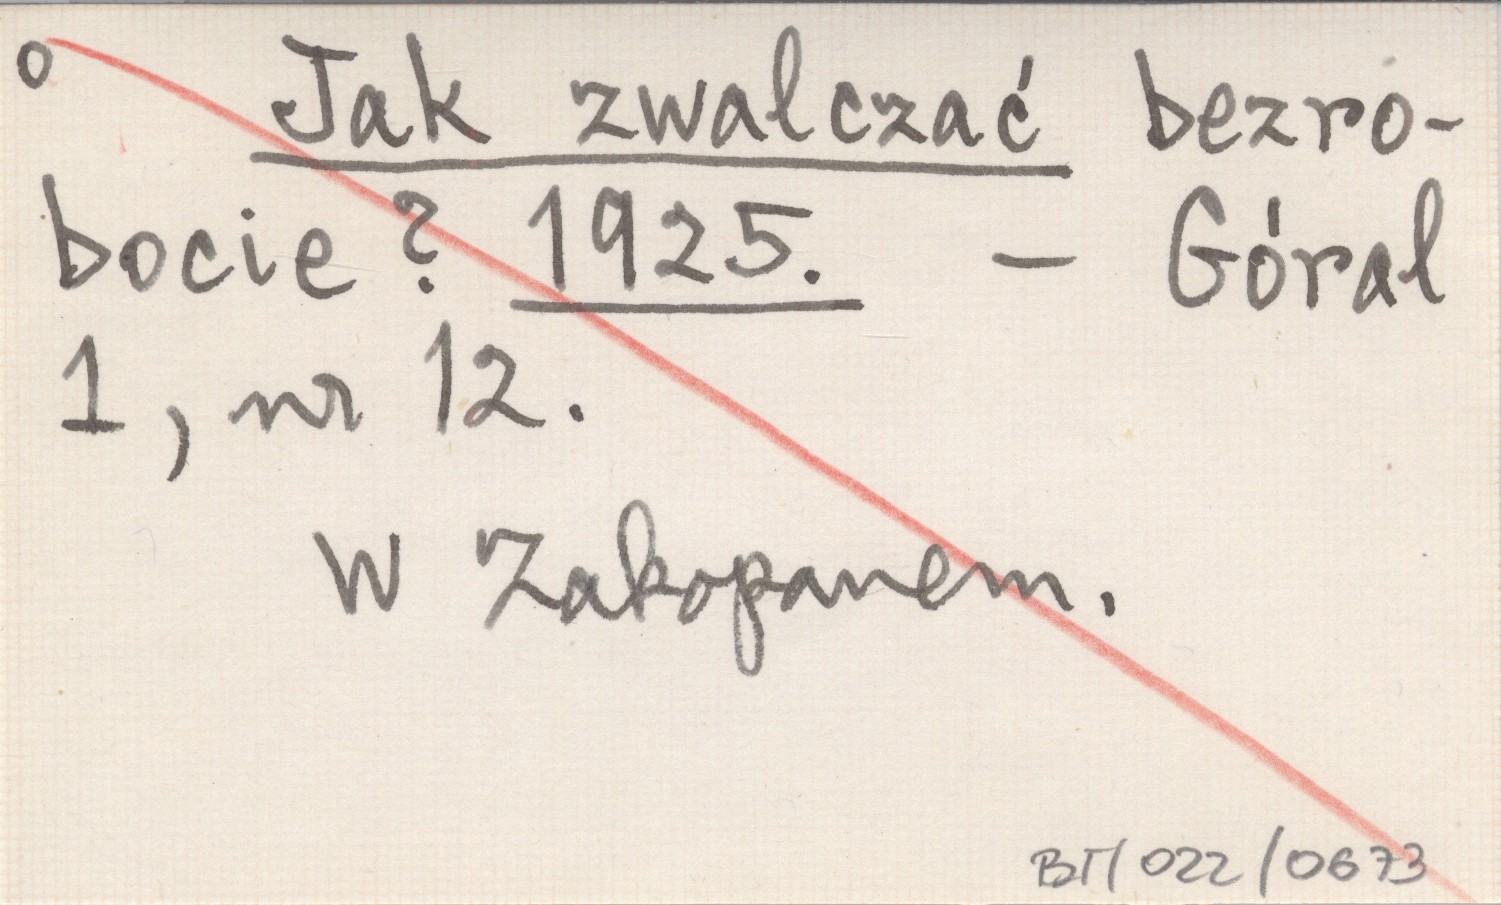 o Jak zwalczać bezro-
bocie? 1925. – Góral
1, nr 12.
W Zakopanem.
BT/022/0673